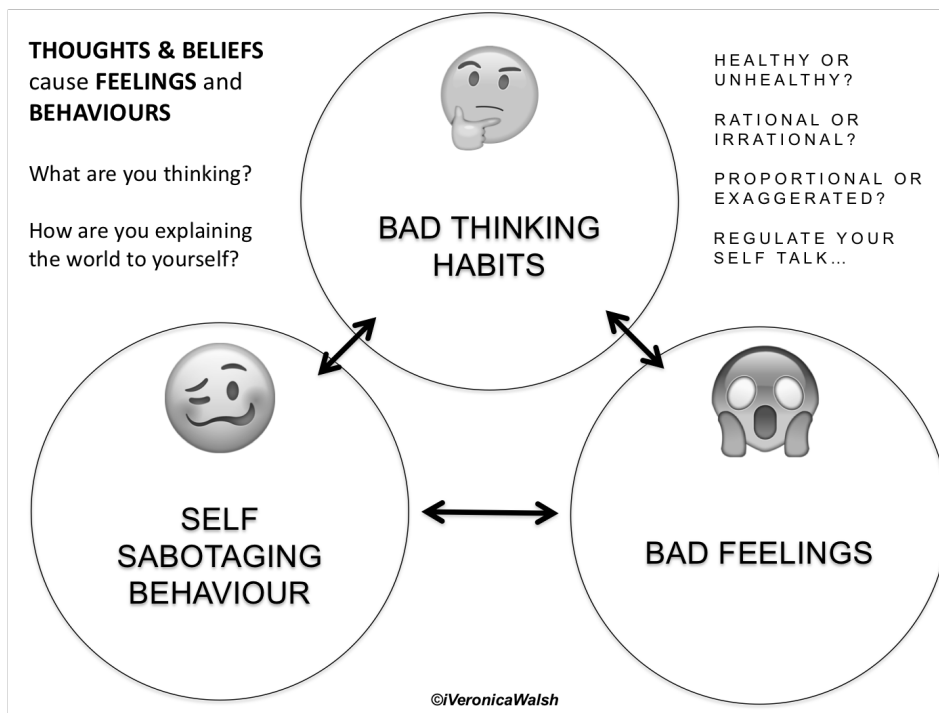 THOUGHTS & BELIEFS
cause FEELINGS and
BEHAVIOURS
What are you thinking?
How are you explaining
the world to yourself?
HEALTHY OR
UNHEALTHY?
RATIONAL OR
IRRATIONAL?
PROPORTIONAL OR
EXAGGERATED?
REGULATE YOUR
SELF TALK…
BAD THINKING
HABITS
SELF
SABOTAGING
BEHAVIOUR
BAD FEELINGS
©iVeronicaWalsh